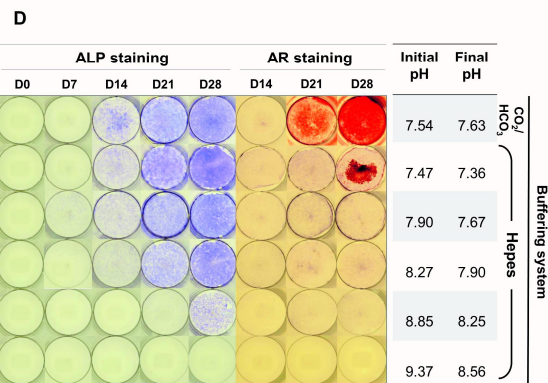 D
ALP staining AR staining Initial pH Final pH
D0 D7 D14 D21 D28 D14 D21 D28
7.54 7.63
CO2/HCO3
7.47 7.36
7.90 7.67
8.27 7.90
8.85 8.25
9.37 8.56
Hepes
Buffering system